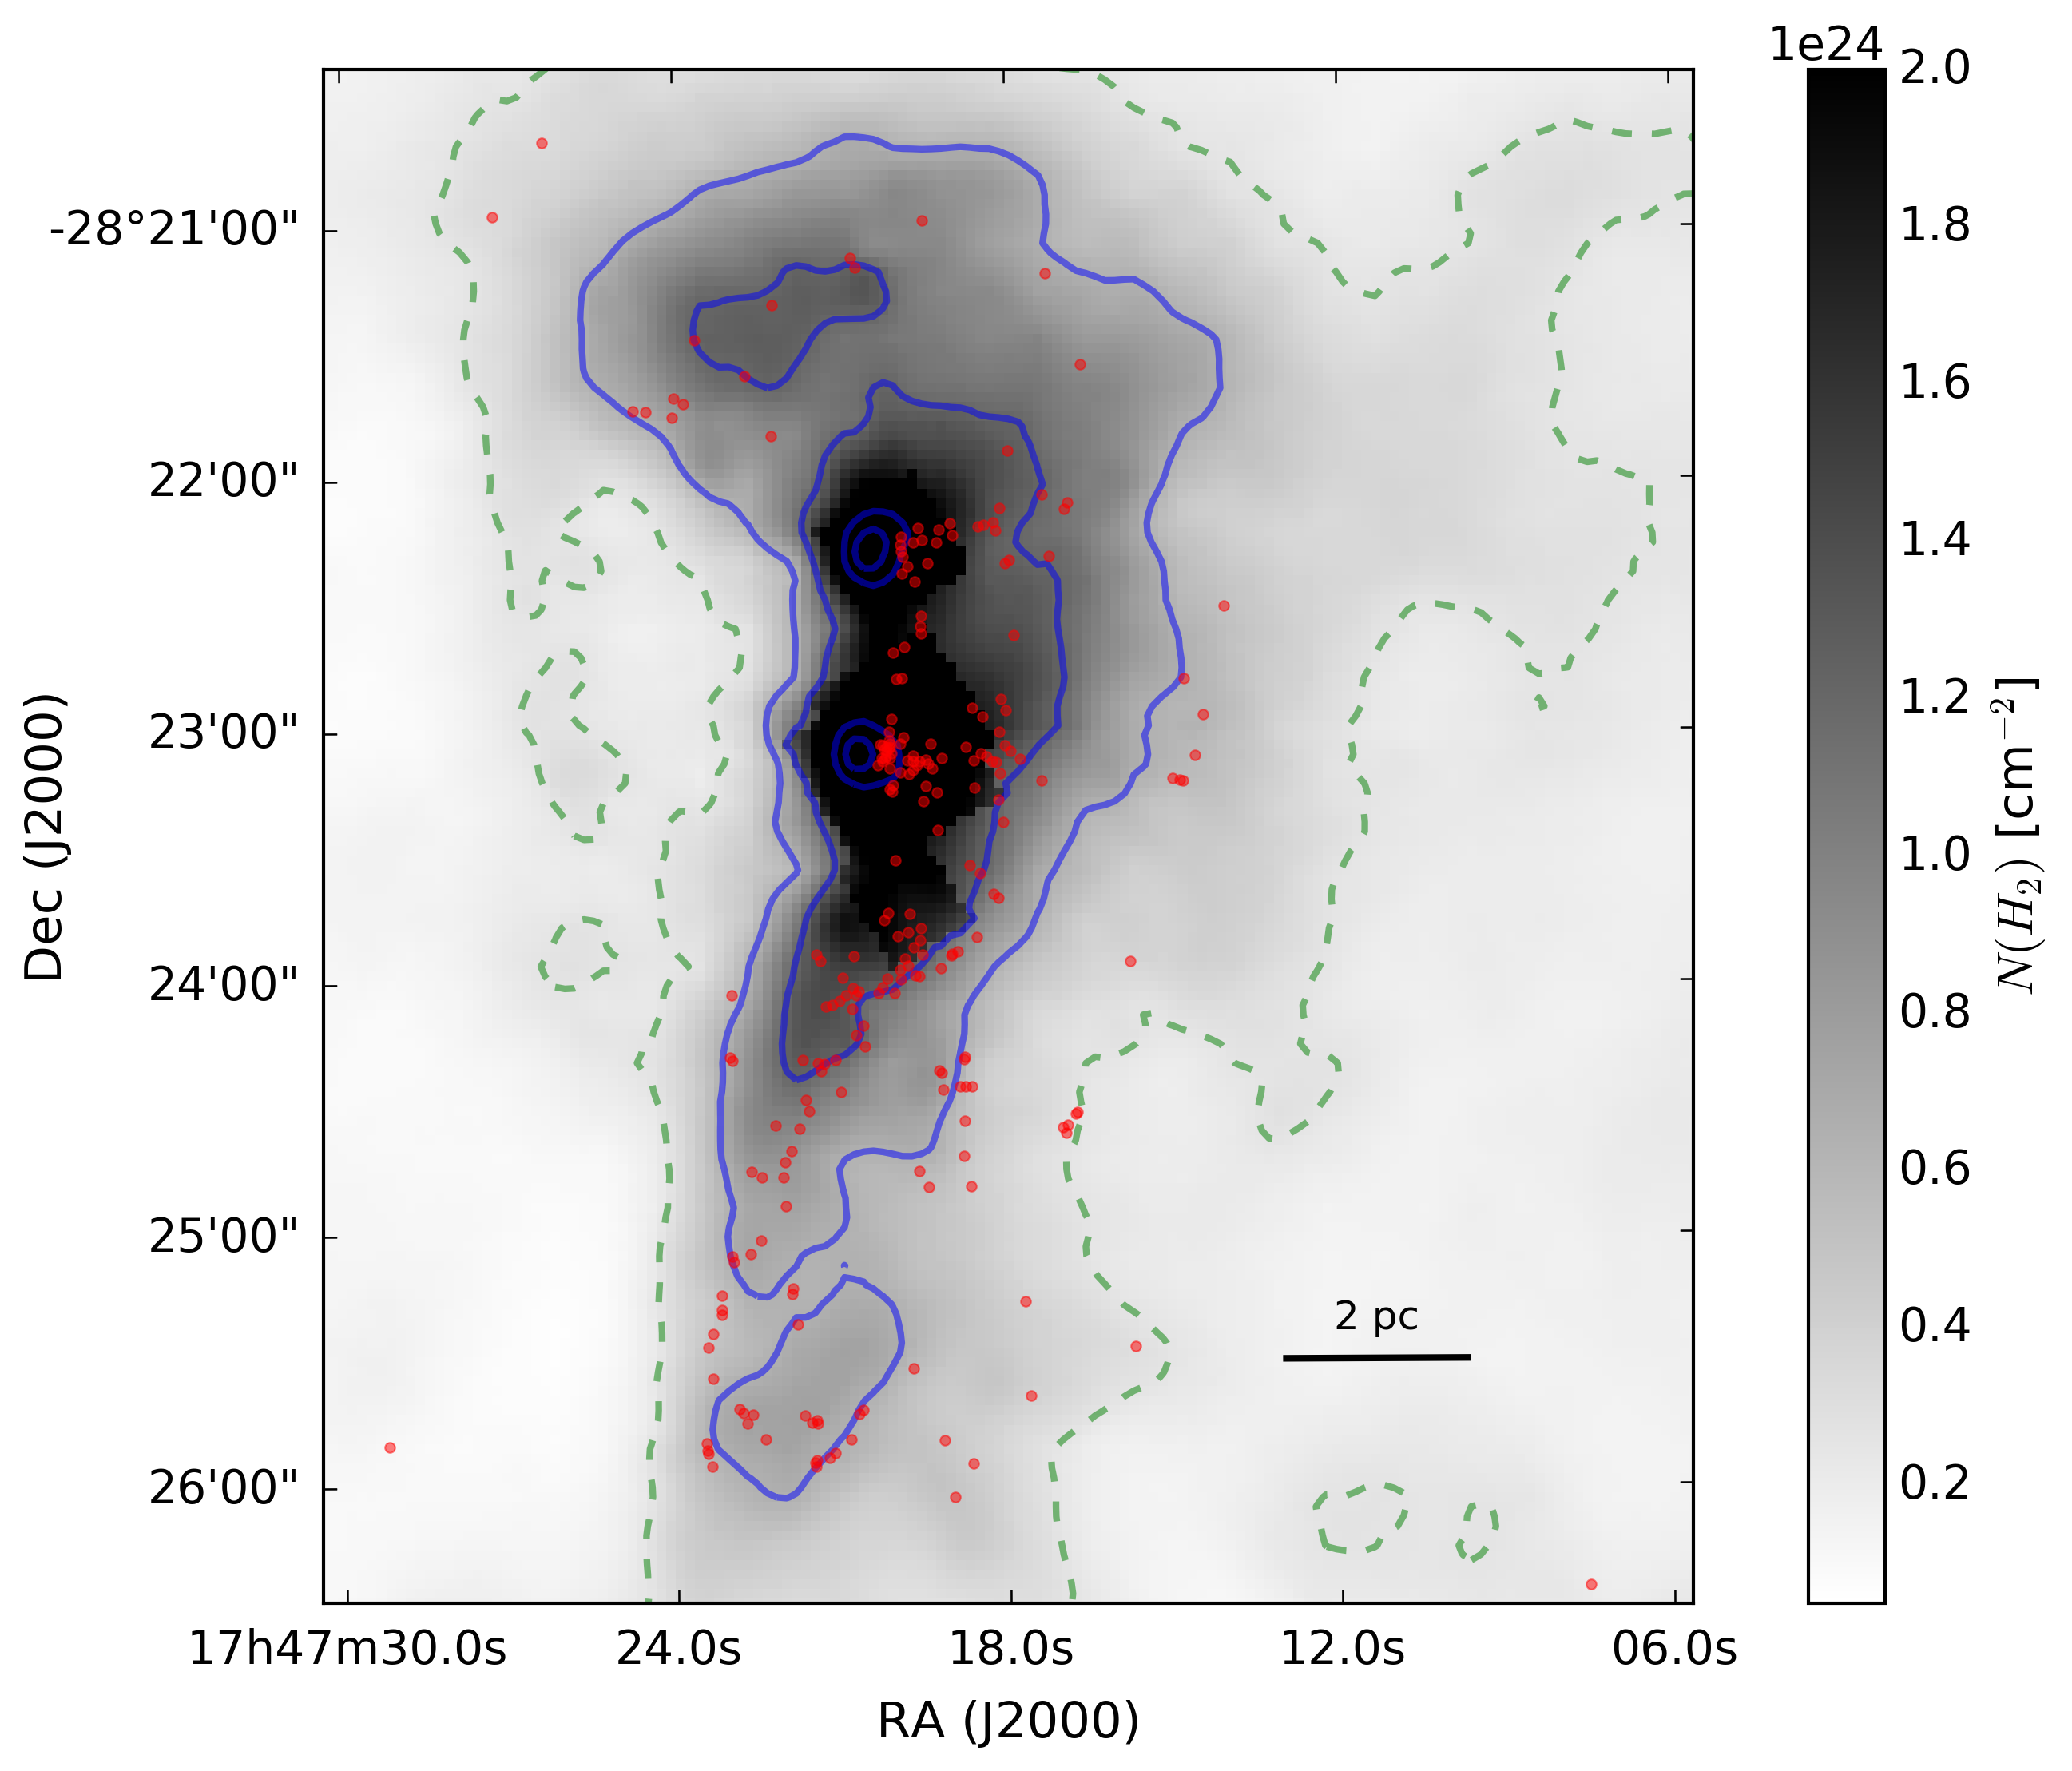 1e24
2.0
1.8
1.6
1.4
1.2
1.0
0.8
0.6
0.4
0.2
N(H₂) [cm⁻²]
-28°21'00"
22'00"
23'00"
24'00"
25'00"
26'00"
Dec (J2000)
2 pc
17h47m30.0s
24.0s
18.0s
12.0s
06.0s
RA (J2000)